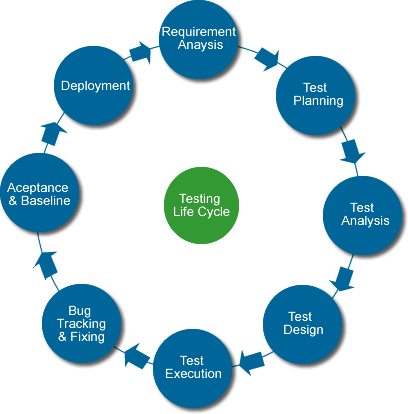 Requirement
Anaysis
Test
Planning
Test
Analysis
Test
Design
Test
Execution
Bug
Tracking
& Fixing
Aceptance
& Baseline
Deployment
Testing
Life Cycle